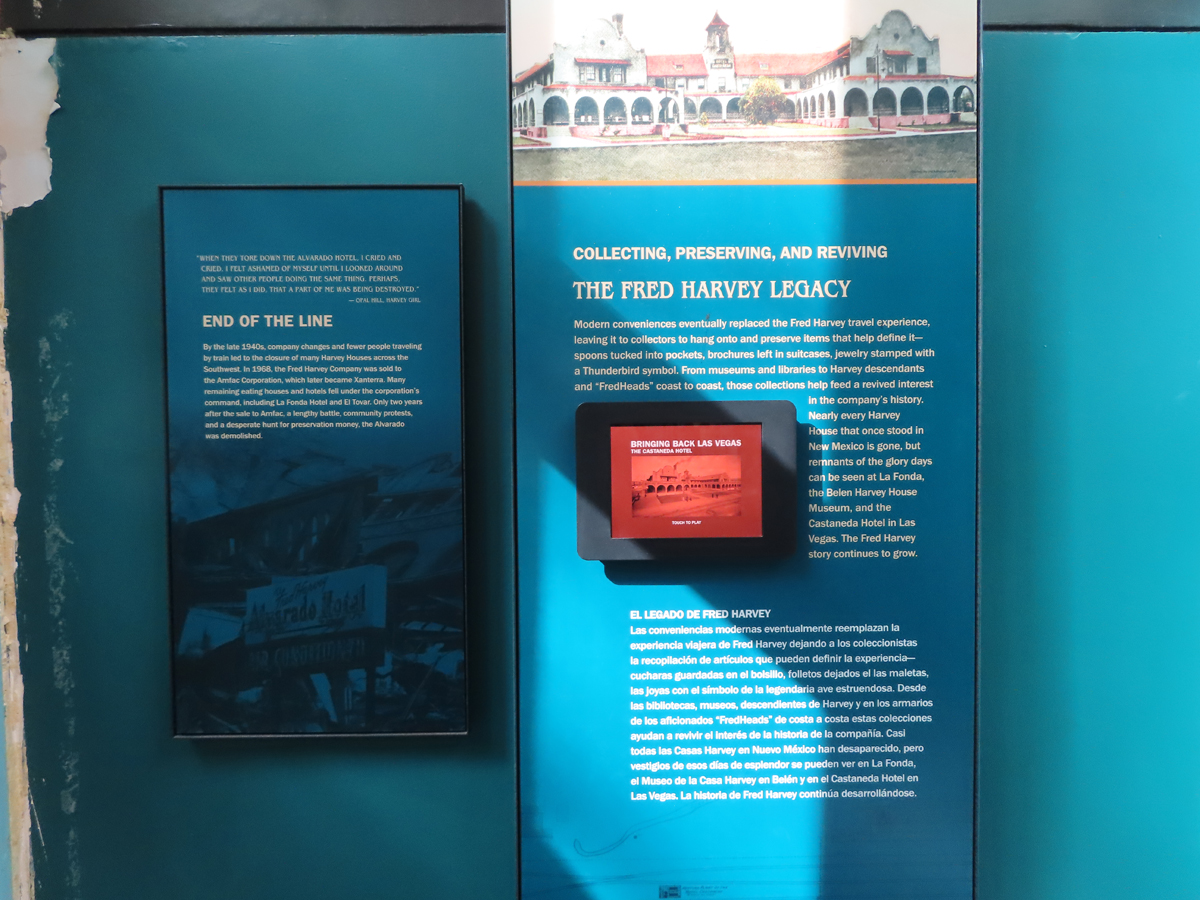 "WHEN THEY TORE DOWN THE ALVARADO HOTEL, I CRIED AND
CRIED. I FELT ASHAMED OF MYSELF UNTIL I LOOKED AROUND
AND SAW OTHER PEOPLE DOING THE SAME THING. PERHAPS,
THEY FELT AS I DID, THAT A PART OF ME WAS BEING DESTROYED."
— OPAL HILL, HARVEY GIRL
END OF THE LINE
By the late 1940s, company changes and fewer people traveling
by train led to the closure of many Harvey Houses across the
Southwest. In 1968, the Fred Harvey Company was sold to
the Amfac Corporation, which later became Xanterra. Many
remaining eating houses and hotels fell under the corporation's
command, including La Fonda Hotel and El Tovar. Only two years
after the sale to Amfac, a lengthy battle, community protests,
and a desperate hunt for preservation money, the Alvarado
was demolished.
Alvarado Hotel
AIR CONDITIONED
COLLECTING, PRESERVING, AND REVIVING
THE FRED HARVEY LEGACY
Modern conveniences eventually replaced the Fred Harvey travel experience,
leaving it to collectors to hang onto and preserve items that help define it—
spoons tucked into pockets, brochures left in suitcases, jewelry stamped with
a Thunderbird symbol. From museums and libraries to Harvey descendants
and "FredHeads" coast to coast, those collections help feed a revived interest
in the company's history.
Nearly every Harvey
House that once stood in
New Mexico is gone, but
remnants of the glory days
can be seen at La Fonda,
the Belen Harvey House
Museum, and the
Castaneda Hotel in Las
Vegas. The Fred Harvey
story continues to grow.
BRINGING BACK LAS VEGAS
THE CASTANEDA HOTEL
TOUCH TO PLAY
EL LEGADO DE FRED HARVEY
Las conveniencias modernas eventualmente reemplazan la
experiencia viajera de Fred Harvey dejando a los coleccionistas
la recopilación de artículos que pueden definir la experiencia—
cucharas guardadas en el bolsillo, folletos dejados el las maletas,
las joyas con el símbolo de la legendaria ave estruendosa. Desde
las bibilotecas, museos, descendientes de Harvey y en los armarios
de los aficionados "FredHeads" de costa a costa estas colecciones
ayudan a revivir el interés de la historia de la compañía. Casi
todas las Casas Harvey en Nuevo México han desaparecido, pero
vestigios de esos días de esplendor se pueden ver en La Fonda,
el Museo de la Casa Harvey en Belén y en el Castaneda Hotel en
Las Vegas. La historia de Fred Harvey continúa desarrollándose.